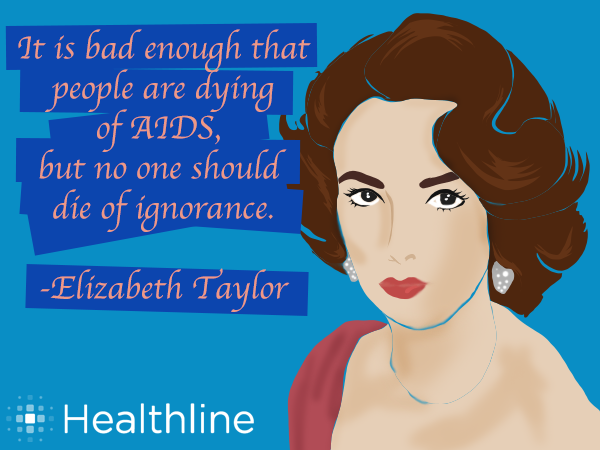 It is bad enough that
people are dying
of AIDS,
but no one should
die of ignorance.
-Elizabeth Taylor
Healthline